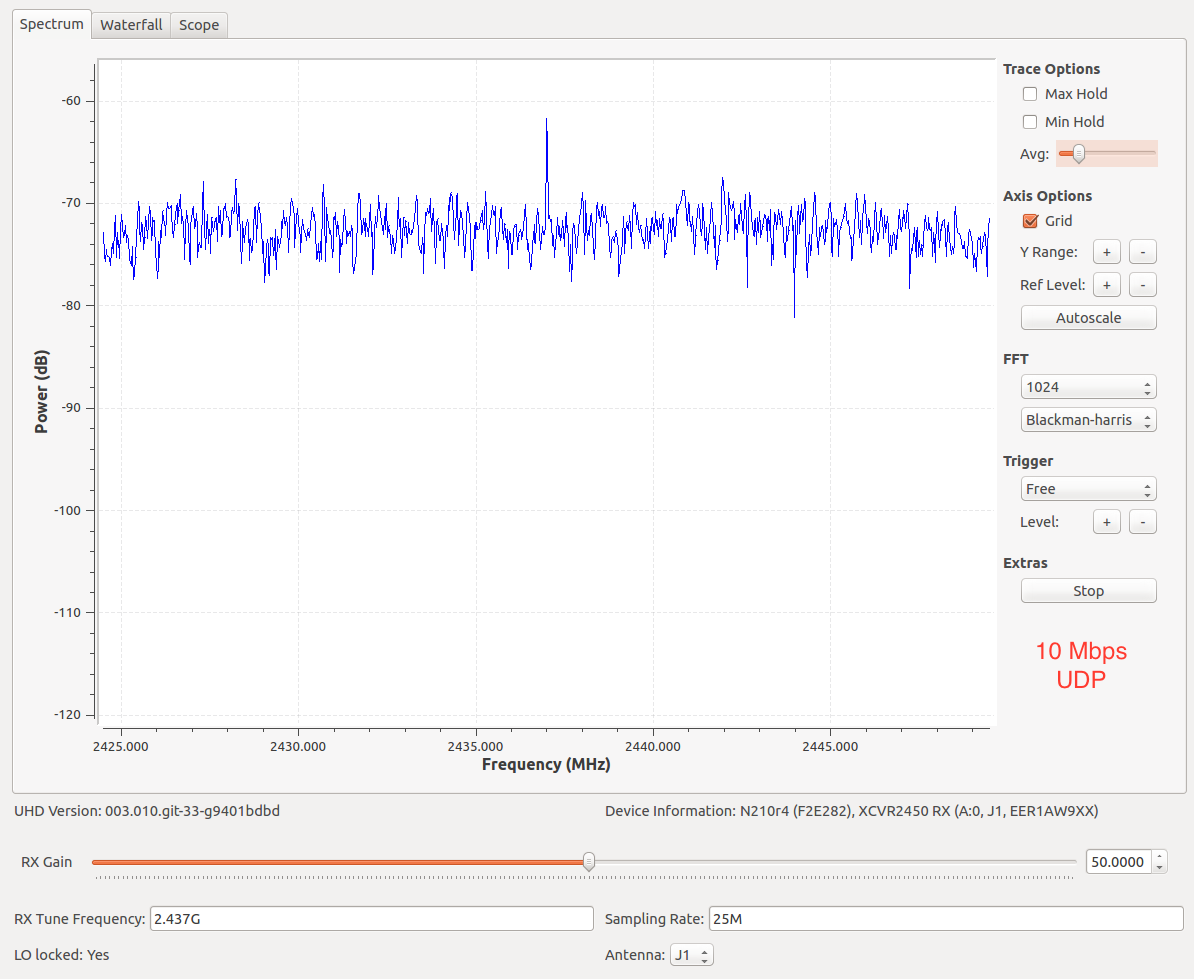 Spectrum Waterfall Scope
Trace Options
Max Hold
Min Hold
Avg:
Axis Options
Grid
Y Range: + -
Ref Level: + -
Autoscale
FFT
1024
Blackman-harris
Trigger
Free
Level: + -
Extras
Stop
10 Mbps
UDP
Power (dB)
-60
-70
-80
-90
-100
-110
-120
2425.000 2430.000 2435.000 2440.000 2445.000
Frequency (MHz)
UHD Version: 003.010.git-33-g9401bdbd Device Information: N210r4 (F2E282), XCVR2450 RX (A:0, J1, EER1AW9XX)
RX Gain 50.0000
RX Tune Frequency: 2.437G Sampling Rate: 25M
LO locked: Yes Antenna: J1